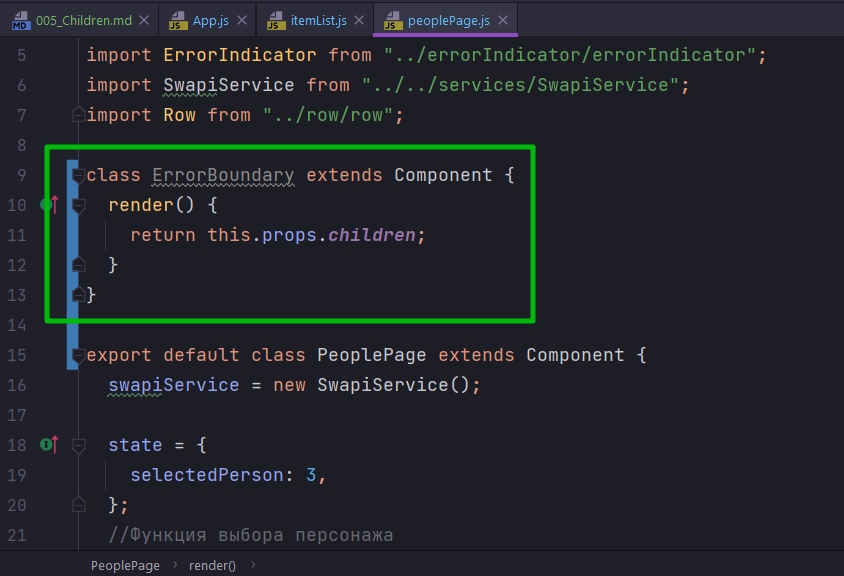 MD 005_Children.md JS App.js JS itemList.js JS peoplePage.js
5 import ErrorIndicator from "../errorIndicator/errorIndicator";
6 import SwapiService from "../../services/SwapiService";
7 import Row from "../row/row";
8
9 class ErrorBoundary extends Component {
10 render() {
11 return this.props.children;
12 }
13 }
14
15 export default class PeoplePage extends Component {
16 swapiService = new SwapiService();
17
18 state = {
19 selectedPerson: 3,
20 };
21 //Функция выбора персонажа
PeoplePage › render() ›